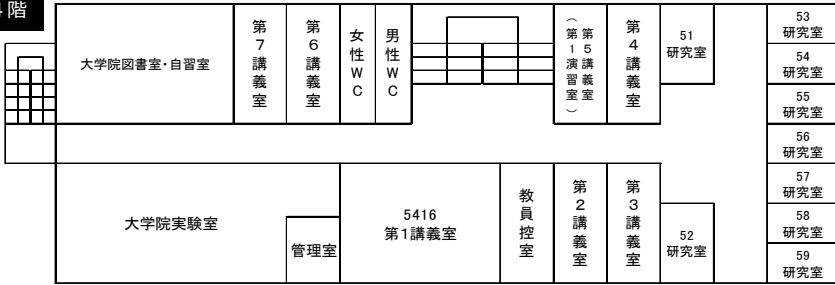 4階
大学院図書室・自習室
第7講義室
第6講義室
女性WC
男性WC
第5講義室
（第1演習室）
第4講義室
51
研究室
53
研究室
54
研究室
55
研究室
56
研究室
57
研究室
58
研究室
59
研究室
大学院実験室
管理室
5416
第1講義室
教員控室
第2講義室
第3講義室
52
研究室